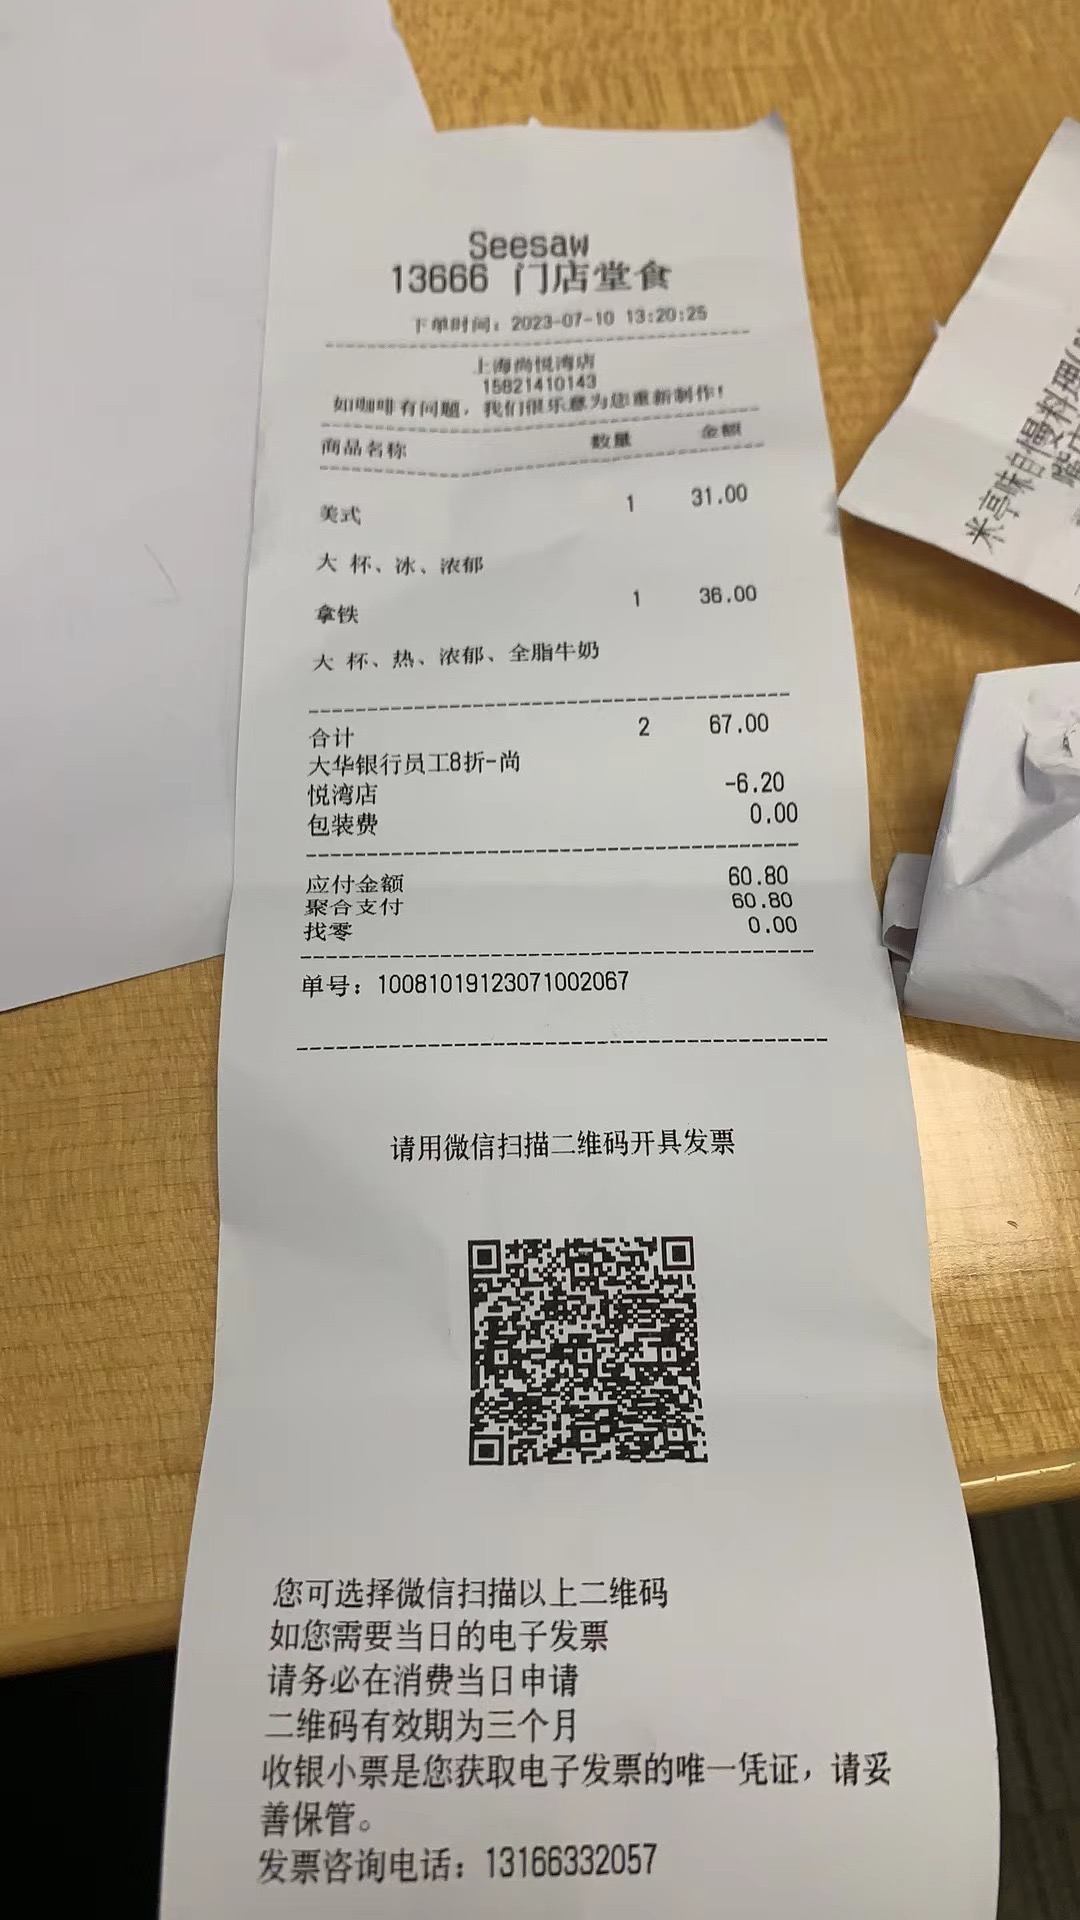 Seesaw
13666 门店堂食
下单时间：2023-07-10 13:20:25
上海尚悦湾店
15821410143
如咖啡有问题，我们很乐意为您重新制作！
商品名称 数量 金额
美式 1 31.00
大 杯、冰、浓郁
拿铁 1 36.00
大 杯、热、浓郁、全脂牛奶
合计 2 67.00
大华银行员工8折-尚
悦湾店 -6.20
包装费 0.00
应付金额 60.80
聚合支付 60.80
找零 0.00
单号：10081019123071002067
请用微信扫描二维码开具发票
您可选择微信扫描以上二维码
如您需要当日的电子发票
请务必在消费当日申请
二维码有效期为三个月
收银小票是您获取电子发票的唯一凭证，请妥
善保管。
发票咨询电话：13166332057
米亭味自慢料理